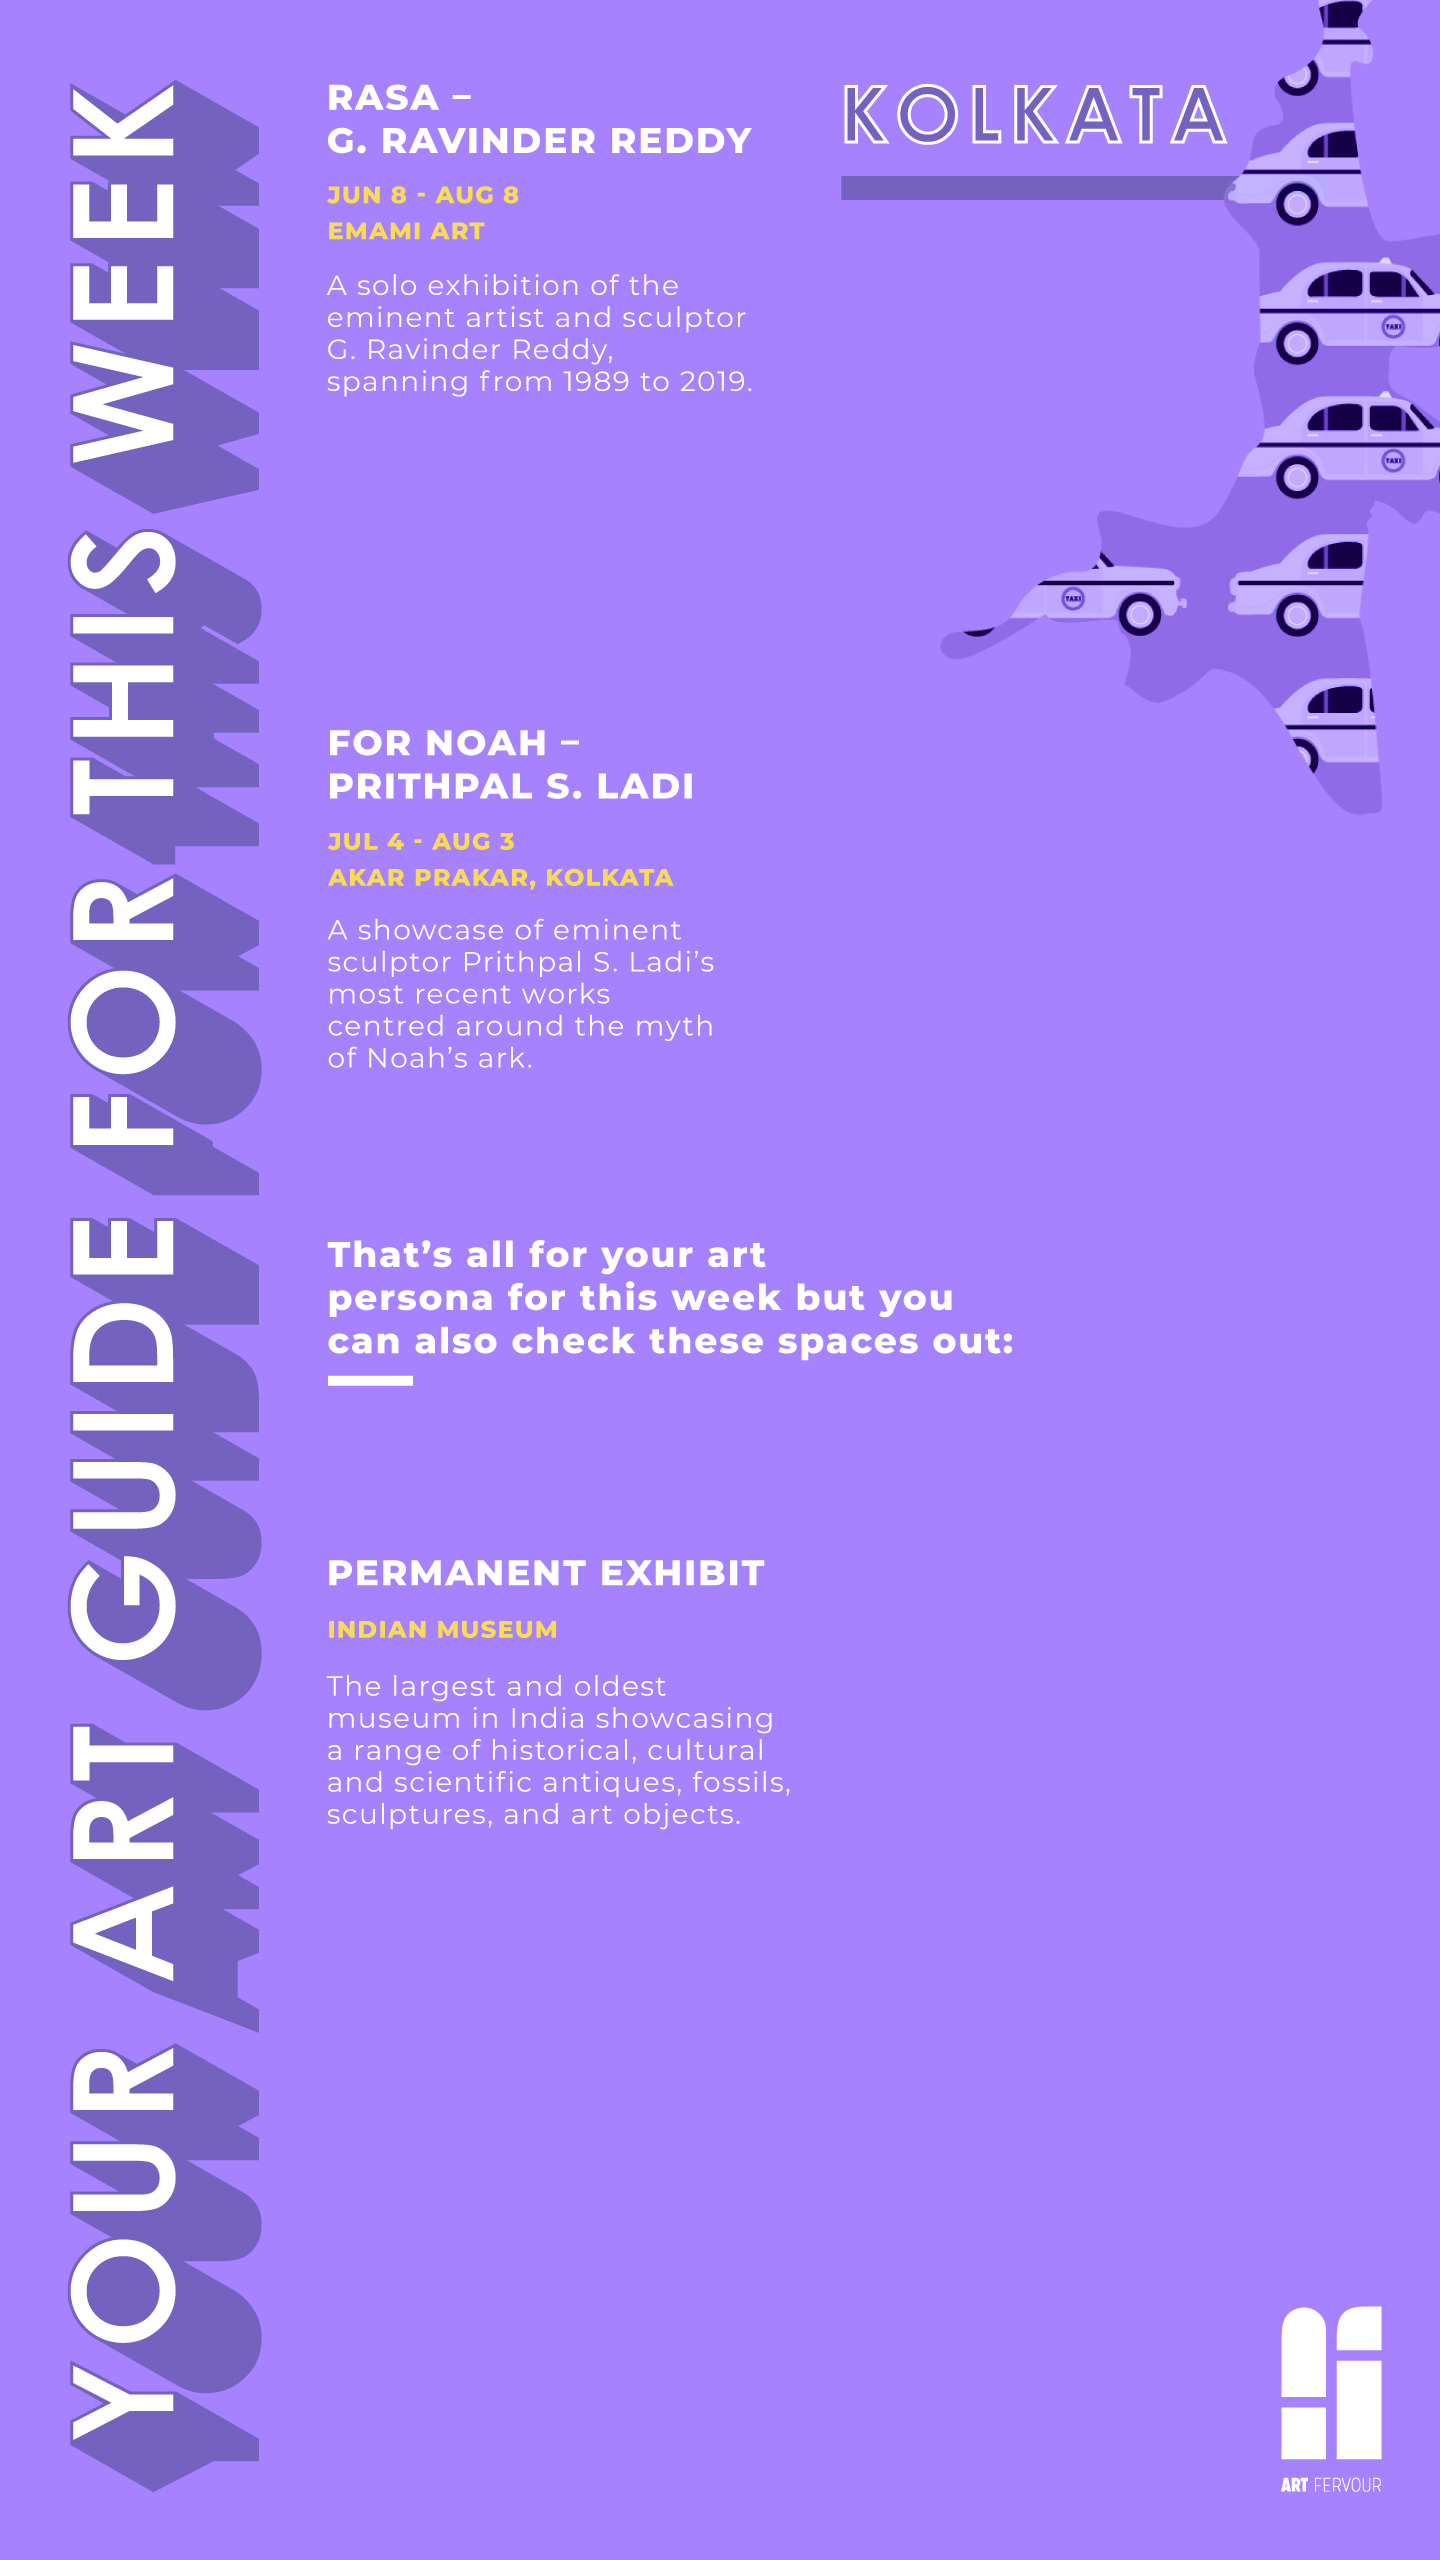 YOUR ART GUIDE FOR THIS WEEK
KOLKATA
RASA –
G. RAVINDER REDDY
JUN 8 - AUG 8
EMAMI ART
A solo exhibition of the
eminent artist and sculptor
G. Ravinder Reddy,
spanning from 1989 to 2019.
TAXI
TAXI
TAXI
FOR NOAH –
PRITHPAL S. LADI
JUL 4 - AUG 3
AKAR PRAKAR, KOLKATA
A showcase of eminent
sculptor Prithpal S. Ladi’s
most recent works
centred around the myth
of Noah’s ark.
That’s all for your art
persona for this week but you
can also check these spaces out:
PERMANENT EXHIBIT
INDIAN MUSEUM
The largest and oldest
museum in India showcasing
a range of historical, cultural
and scientific antiques, fossils,
sculptures, and art objects.
ART FERVOUR